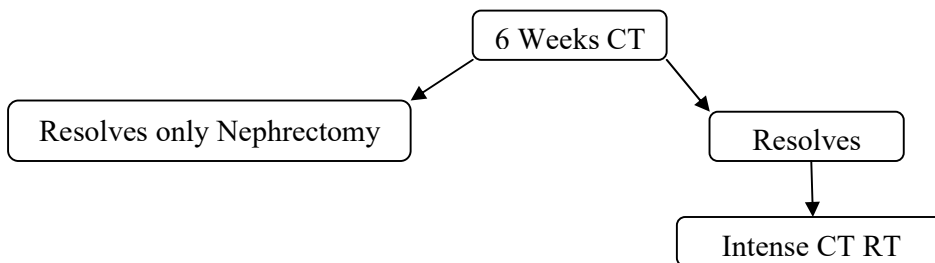 6 Weeks CT
Resolves only Nephrectomy
Resolves
Intense CT RT